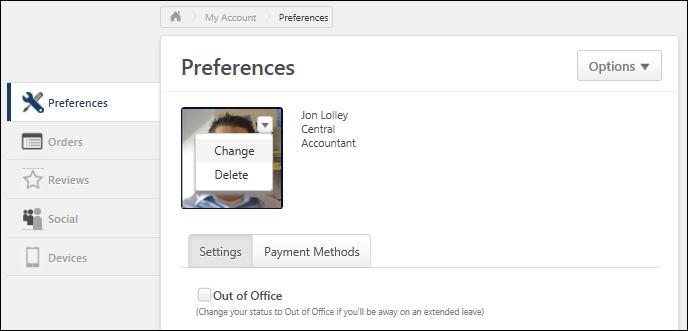 My Account Preferences
Preferences
Options
Preferences
Orders
Reviews
Social
Devices
Jon Lolley
Central
Accountant
Change
Delete
Settings Payment Methods
Out of Office
(Change your status to Out of Office if you'll be away on an extended leave)